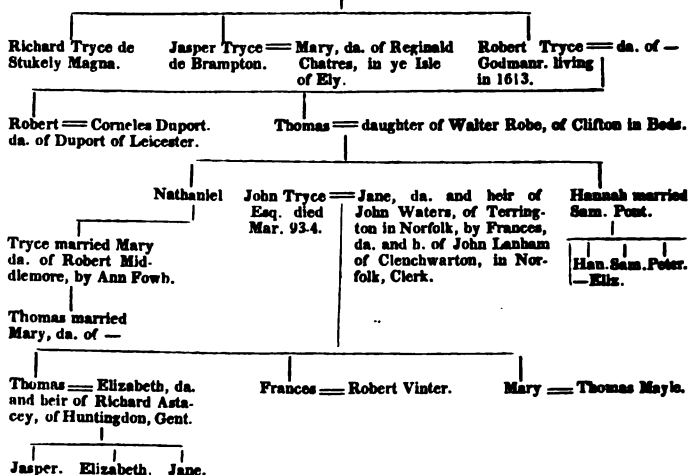 Richard Tryce de
Stukely Magna.
Jasper Tryce
de Brampton.
Mary, da. of Reginald
Chatres, in ye Isle
of Ely.
Robert Tryce
Godmanr. living
in 1613.
da. of —
Robert
Corneles Duport.
da. of Duport of Leicester.
Thomas
daughter of Walter Robe, of Clifton in Beds.
Nathaniel
John Tryce
Esq. died
Mar. 93-4.
Jane, da. and heir of
John Waters, of Terring-
ton in Norfolk, by Frances,
da. and h. of John Lanham
of Clenchwarton, in Nor-
folk, Clerk.
Hannah married
Sam. Pont.
Han. Sam. Peter.
—Eliz.
Tryce married Mary
da. of Robert Mid-
dlemore, by Ann Fowh.
Thomas married
Mary, da. of —
Thomas
Elizabeth, da.
and heir of Richard Asta-
cey, of Huntingdon, Gent.
Frances
Robert Vinter.
Mary
Thomas Mayle.
Jasper. Elizabeth. Jane.